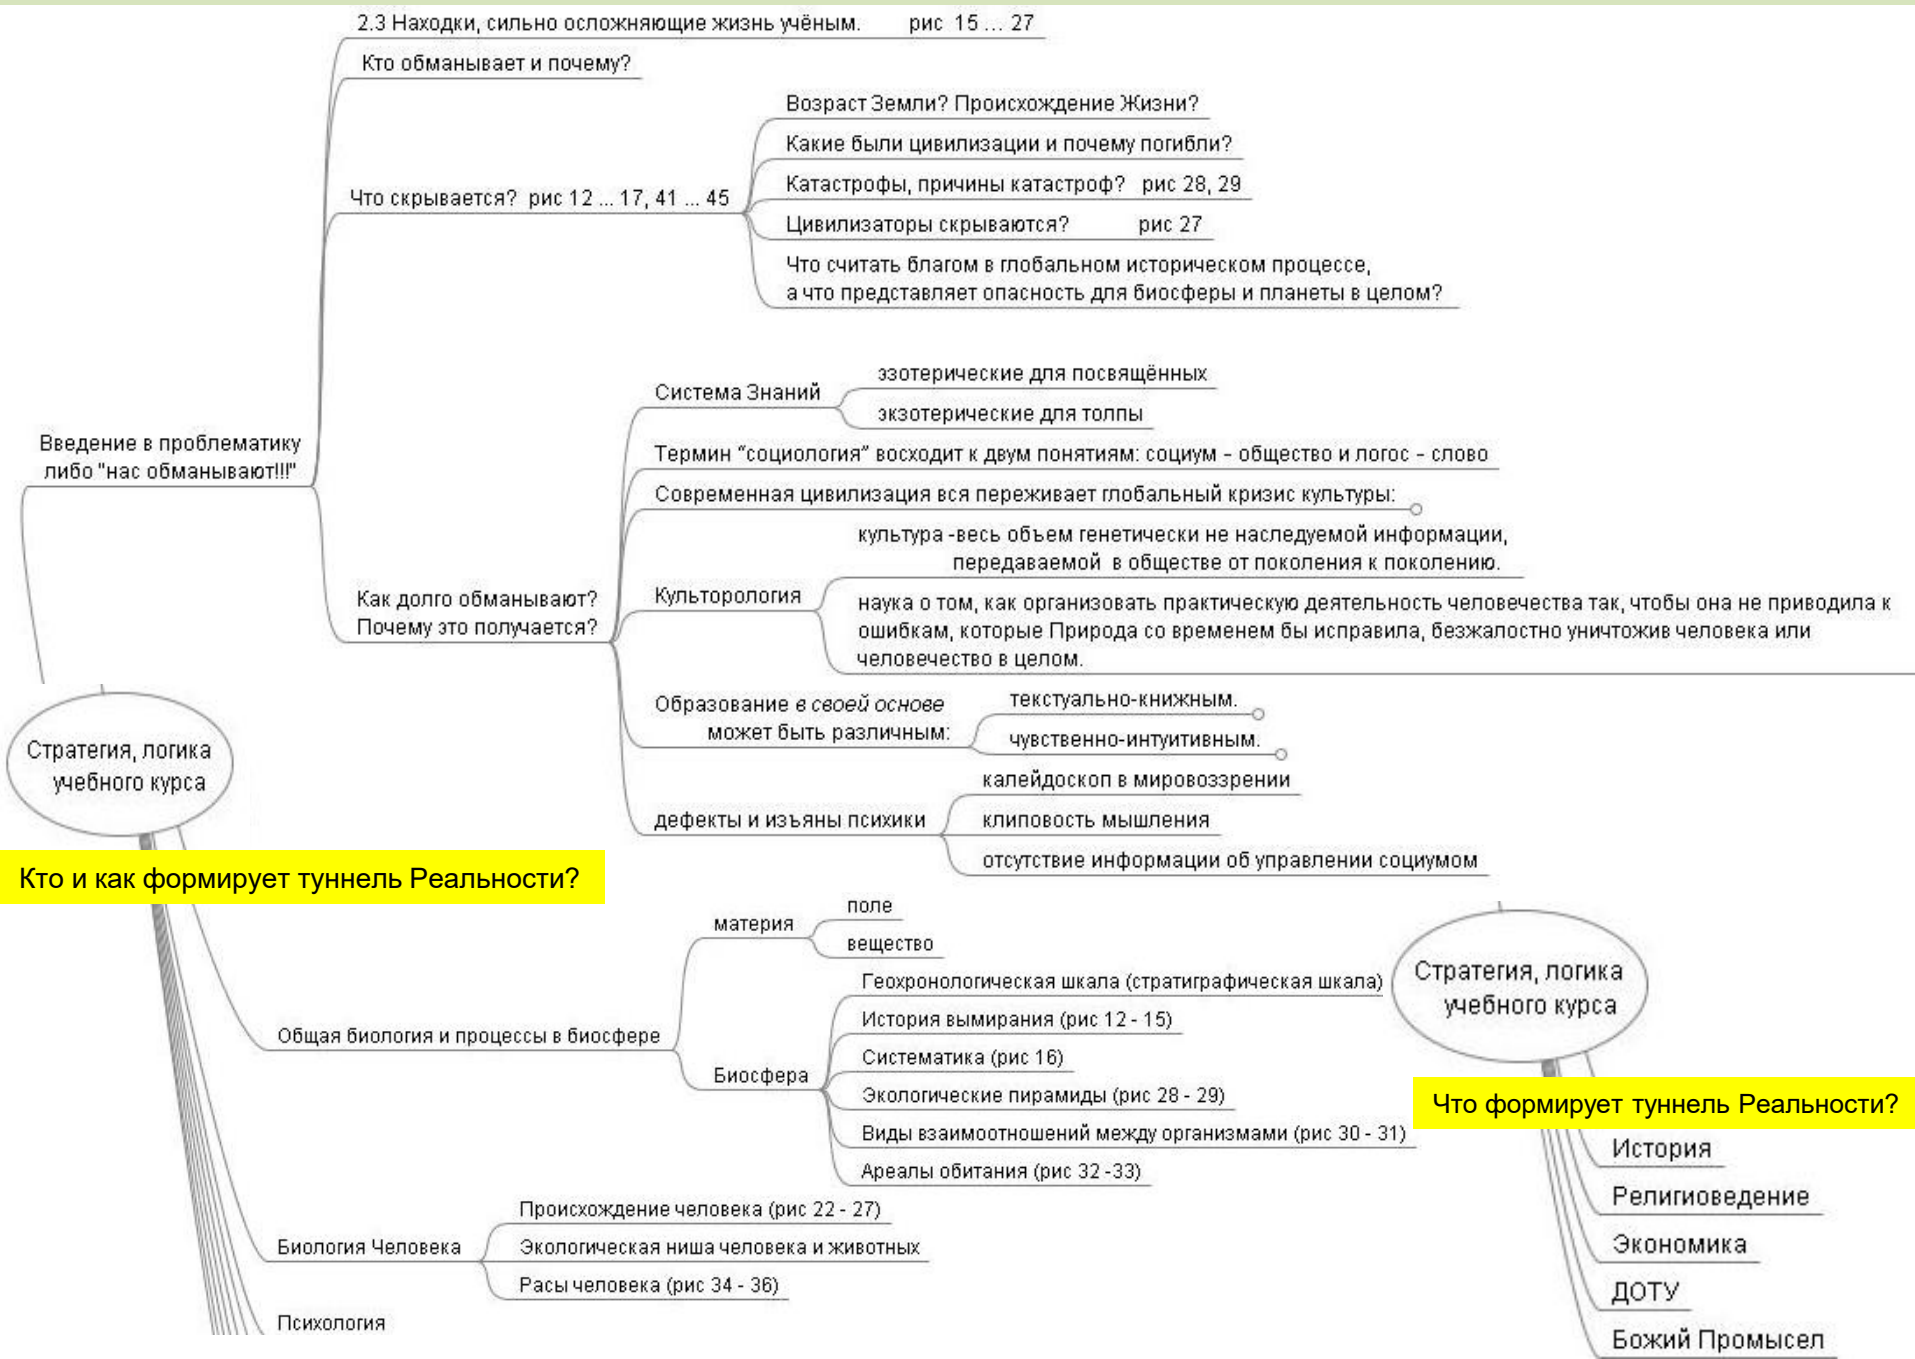 2.3 Находки, сильно осложняющие жизнь учёным. рис 15 ... 27
Кто обманывает и почему?
Возраст Земли? Происхождение Жизни?
Какие были цивилизации и почему погибли?
Катастрофы, причины катастроф? рис 28, 29
Что скрывается? рис 12 ... 17, 41 ... 45
Цивилизаторы скрываются? рис 27
Что считать благом в глобальном историческом процессе,
а что представляет опасность для биосферы и планеты в целом?
Введение в проблематику
либо "нас обманывают!!!"
Система Знаний
эзотерические для посвящённых
экзотерические для толпы
Термин “социология” восходит к двум понятиям: социум – общество и логос – слово
Современная цивилизация вся переживает глобальный кризис культуры:
Как долго обманывают?
Почему это получается?
Культорология
культура -весь объем генетически не наследуемой информации,
передаваемой в обществе от поколения к поколению.
наука о том, как организовать практическую деятельность человечества так, чтобы она не приводила к
ошибкам, которые Природа со временем бы исправила, безжалостно уничтожив человека или
человечество в целом.
Образование в своей основе
может быть различным:
текстуально-книжным.
чувственно-интуитивным.
дефекты и изъяны психики
калейдоскоп в мировоззрении
клиповость мышления
отсутствие информации об управлении социумом
Стратегия, логика
учебного курса
Кто и как формирует туннель Реальности?
Общая биология и процессы в биосфере
материя
поле
вещество
Биосфера
Геохронологическая шкала (стратиграфическая шкала)
История вымирания (рис 12 - 15)
Систематика (рис 16)
Экологические пирамиды (рис 28 - 29)
Виды взаимоотношений между организмами (рис 30 - 31)
Ареалы обитания (рис 32 -33)
Биология Человека
Происхождение человека (рис 22 - 27)
Экологическая ниша человека и животных
Расы человека (рис 34 - 36)
Психология
Стратегия, логика
учебного курса
Что формирует туннель Реальности?
История
Религиоведение
Экономика
ДОТУ
Божий Промысел